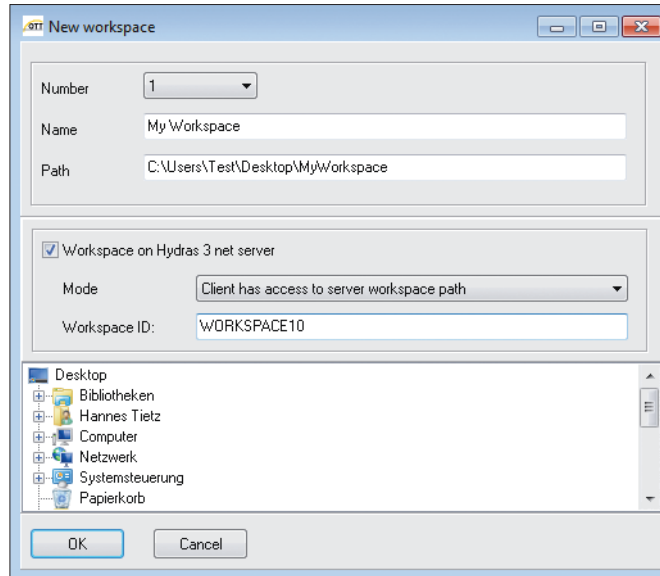 OTT New workspace
Number 1
Name My Workspace
Path C:\Users\Test\Desktop\MyWorkspace
Workspace on Hydras 3 net server
Mode Client has access to server workspace path
Workspace ID: WORKSPACE10
Desktop
Bibliotheken
Hannes Tietz
Computer
Netzwerk
Systemsteuerung
Papierkorb
OK Cancel